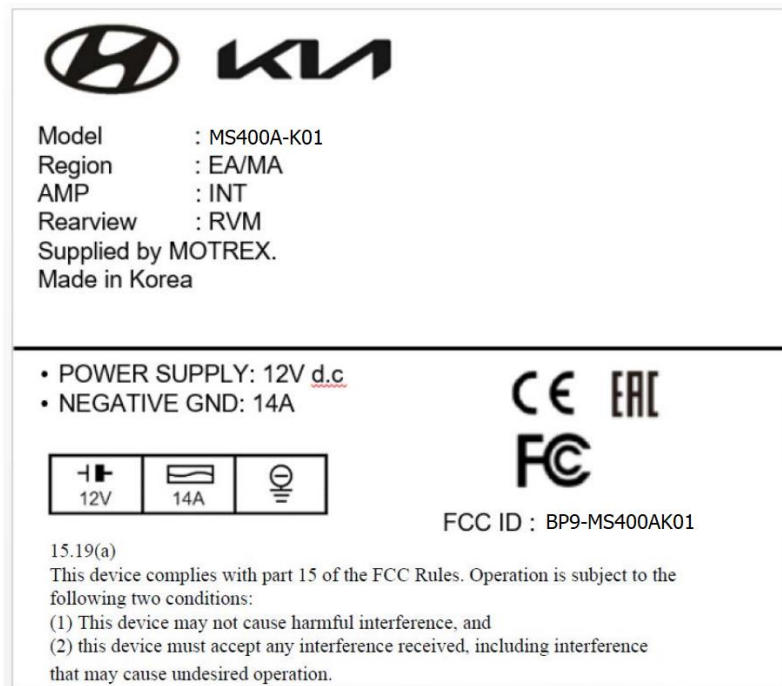 KIA
Model : MS400A-K01
Region : EA/MA
AMP : INT
Rearview : RVM
Supplied by MOTREX.
Made in Korea
• POWER SUPPLY: 12V d.c
• NEGATIVE GND: 14A
CE EAC
FC
12V 14A
FCC ID : BP9-MS400AK01
15.19(a)
This device complies with part 15 of the FCC Rules. Operation is subject to the
following two conditions:
(1) This device may not cause harmful interference, and
(2) this device must accept any interference received, including interference
that may cause undesired operation.